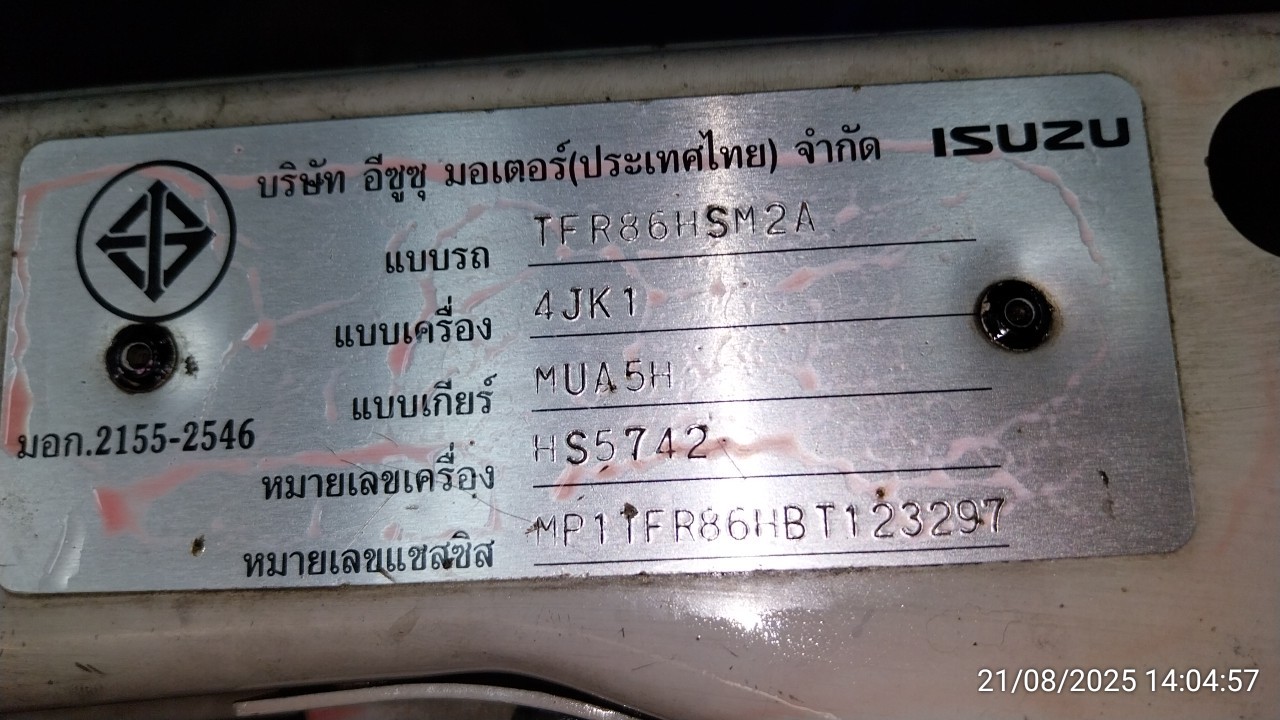 บริษัท อีซูซุ มอเตอร์(ประเทศไทย) จำกัด ISUZU
แบบรถ TFR86HSM2A
แบบเครื่อง 4JK1
แบบเกียร์ MUA5H
มอก.2155-2546
หมายเลขเครื่อง HS5742
หมายเลขแชสซิส MP1TFR86HBT123297
21/08/2025 14:04:57